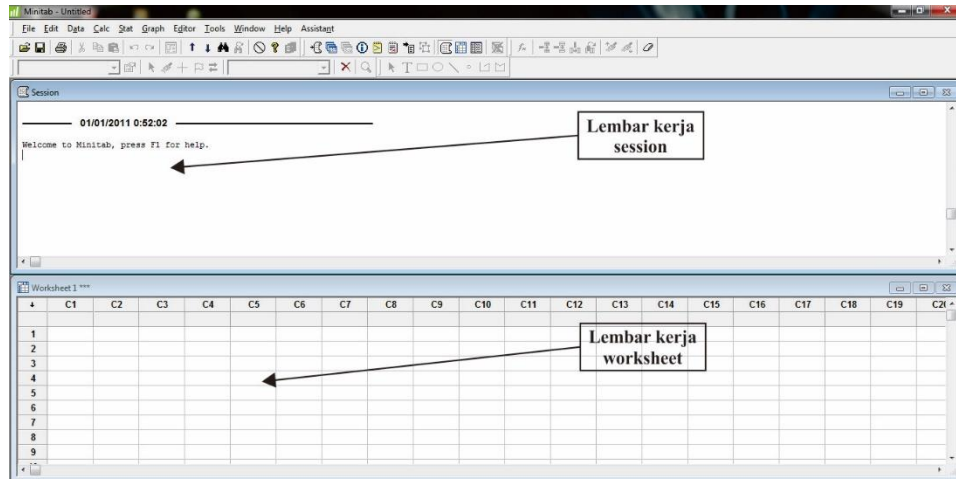 Minitab - Untitled
File Edit Data Calc Stat Graph Editor Tools Window Help Assistant
Session
01/01/2011 0:52:02
Welcome to Minitab, press F1 for help.
Lembar kerja
session
Worksheet 1 ***
C1 C2 C3 C4 C5 C6 C7 C8 C9 C10 C11 C12 C13 C14 C15 C16 C17 C18 C19
1
2
3
4
5
6
7
8
9
Lembar kerja
worksheet